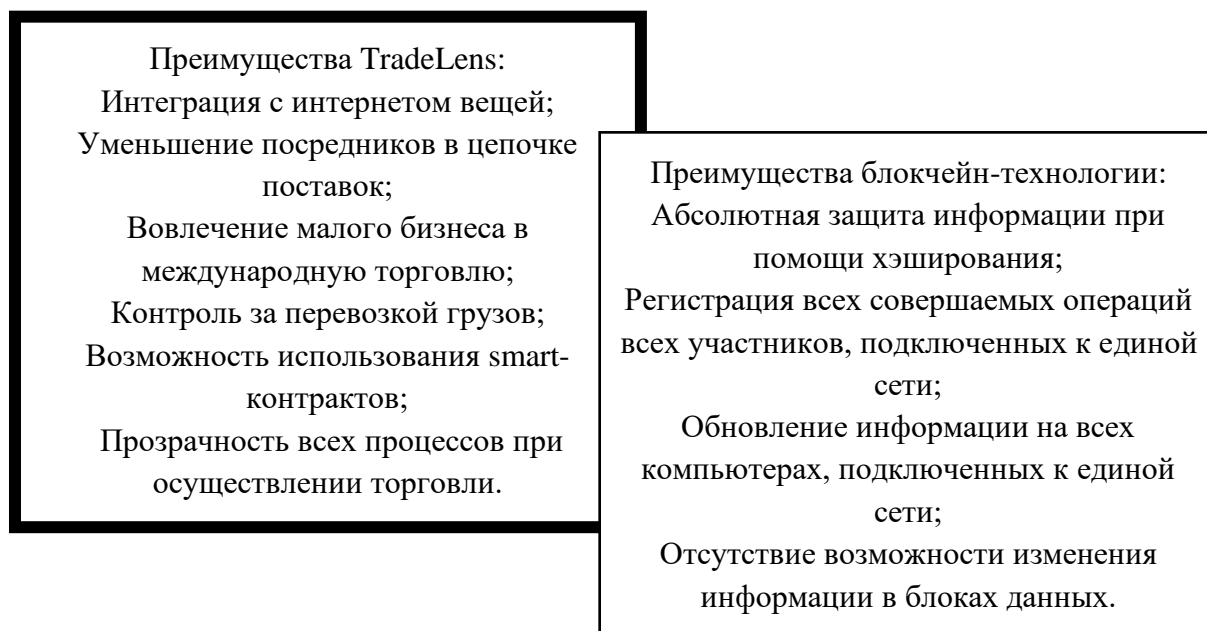 Преимущества TradeLens:
Интеграция с интернетом вещей;
Уменьшение посредников в цепочке
поставок;
Вовлечение малого бизнеса в
международную торговлю;
Контроль за перевозкой грузов;
Возможность использования smart-
контрактов;
Прозрачность всех процессов при
осуществлении торговли.
Преимущества блокчейн-технологии:
Абсолютная защита информации при
помощи хэширования;
Регистрация всех совершаемых операций
всех участников, подключенных к единой
сети;
Обновление информации на всех
компьютерах, подключенных к единой
сети;
Отсутствие возможности изменения
информации в блоках данных.